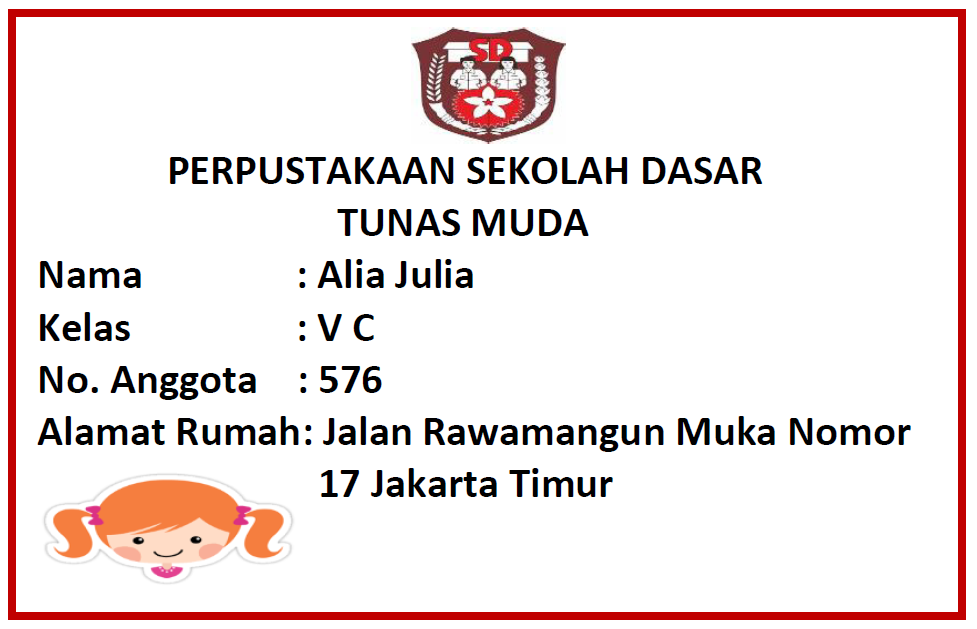 SD
PERPUSTAKAAN SEKOLAH DASAR
TUNAS MUDA
Nama : Alia Julia
Kelas : V C
No. Anggota : 576
Alamat Rumah: Jalan Rawamangun Muka Nomor
17 Jakarta Timur